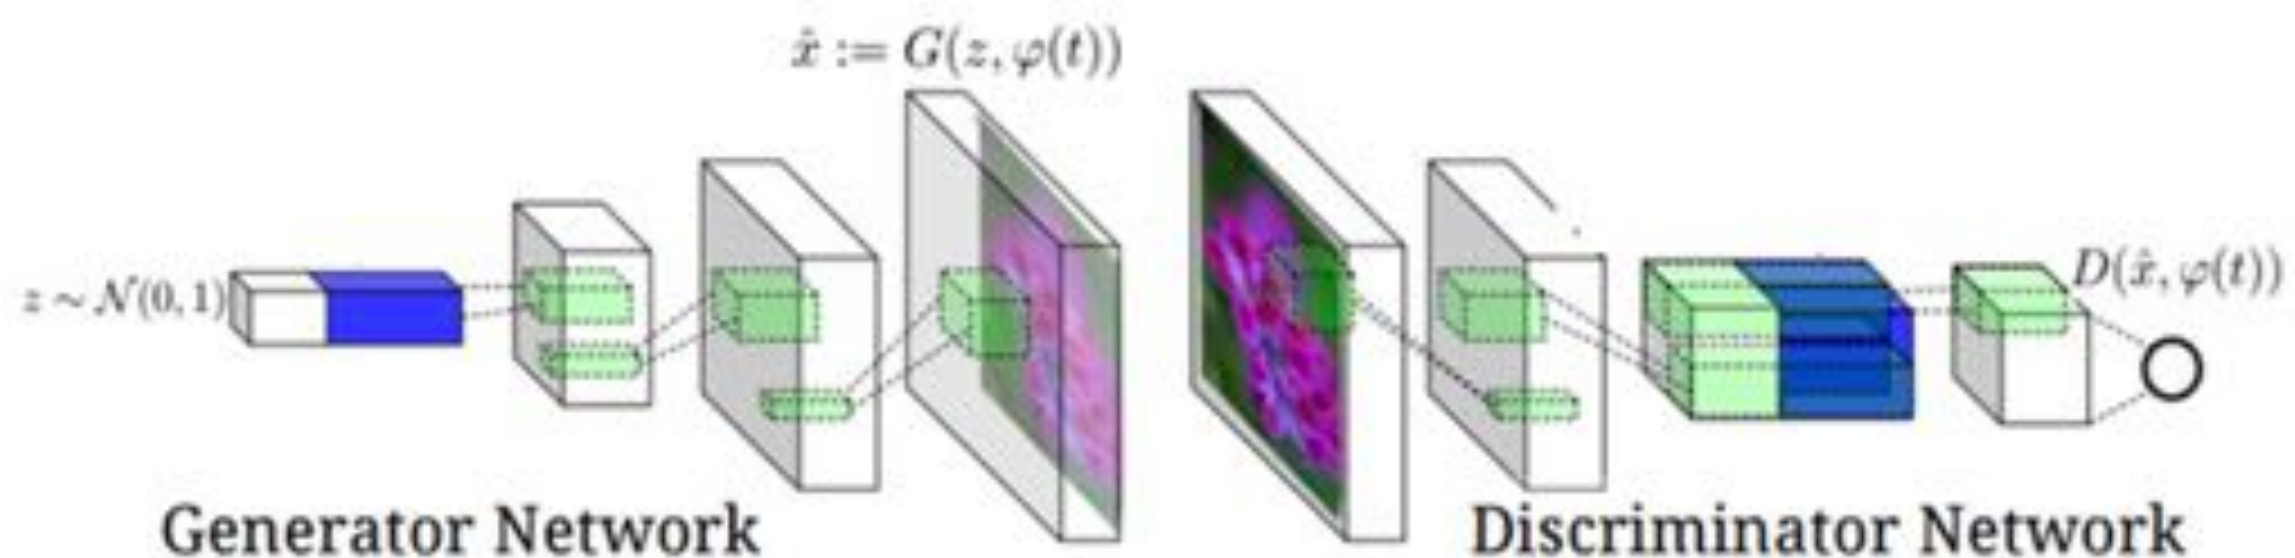 x̂ := G(z, φ(t))
z ∼ 𝒩(0, 1)
D(x̂, φ(t))
Generator Network
Discriminator Network